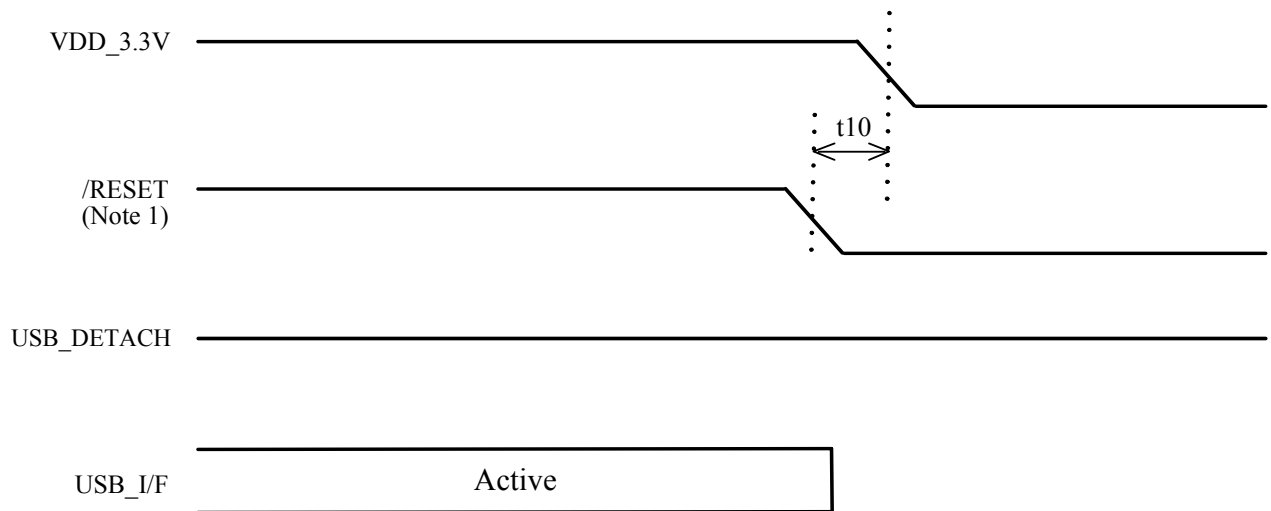 VDD_3.3V
t10
/RESET
(Note 1)
USB_DETACH
USB_I/F
Active